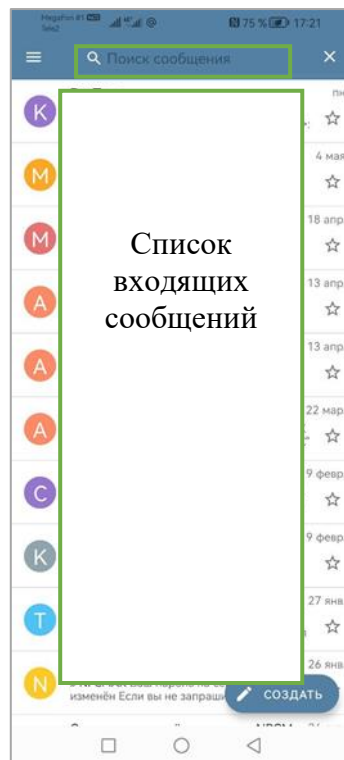 MegaFon #1
Tele2
75 % 17:21
Поиск сообщения
К
М
4 мая
М
18 апр.
А
13 апр.
А
13 апр.
А
22 мар.
С
9 февр.
К
9 февр.
Т
27 янв.
N
26 янв.
Список
входящих
сообщений
изменён Если вы не запраши
СОЗДАТЬ